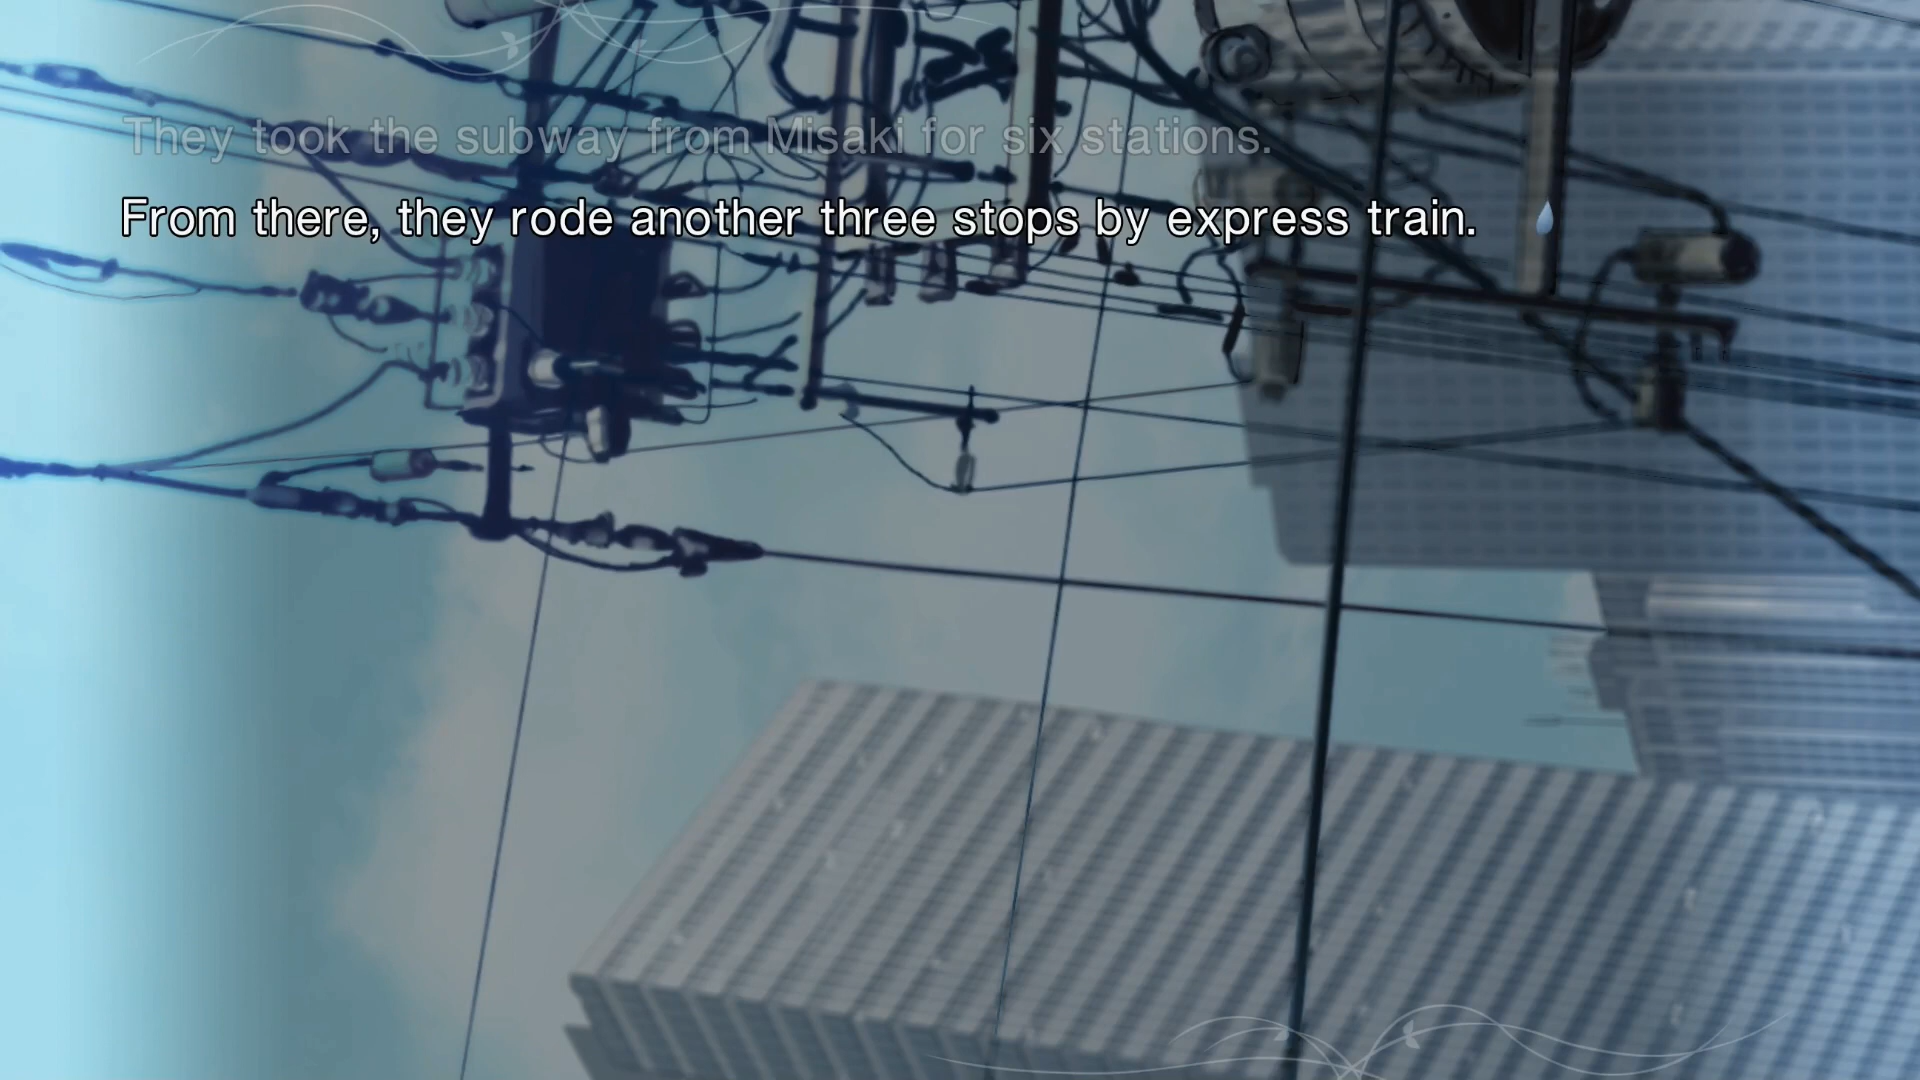 They took the subway from Misaki for six stations.
From there, they rode another three stops by express train.